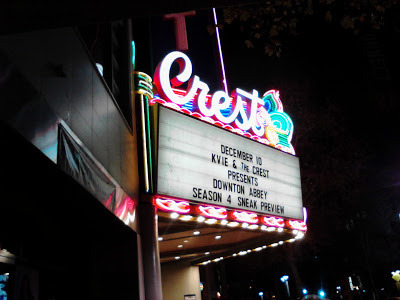 Crest
DECEMBER 10
KVIE & THE CREST
PRESENTS
DOWNTON ABBEY
SEASON 4 SNEAK PREVIEW